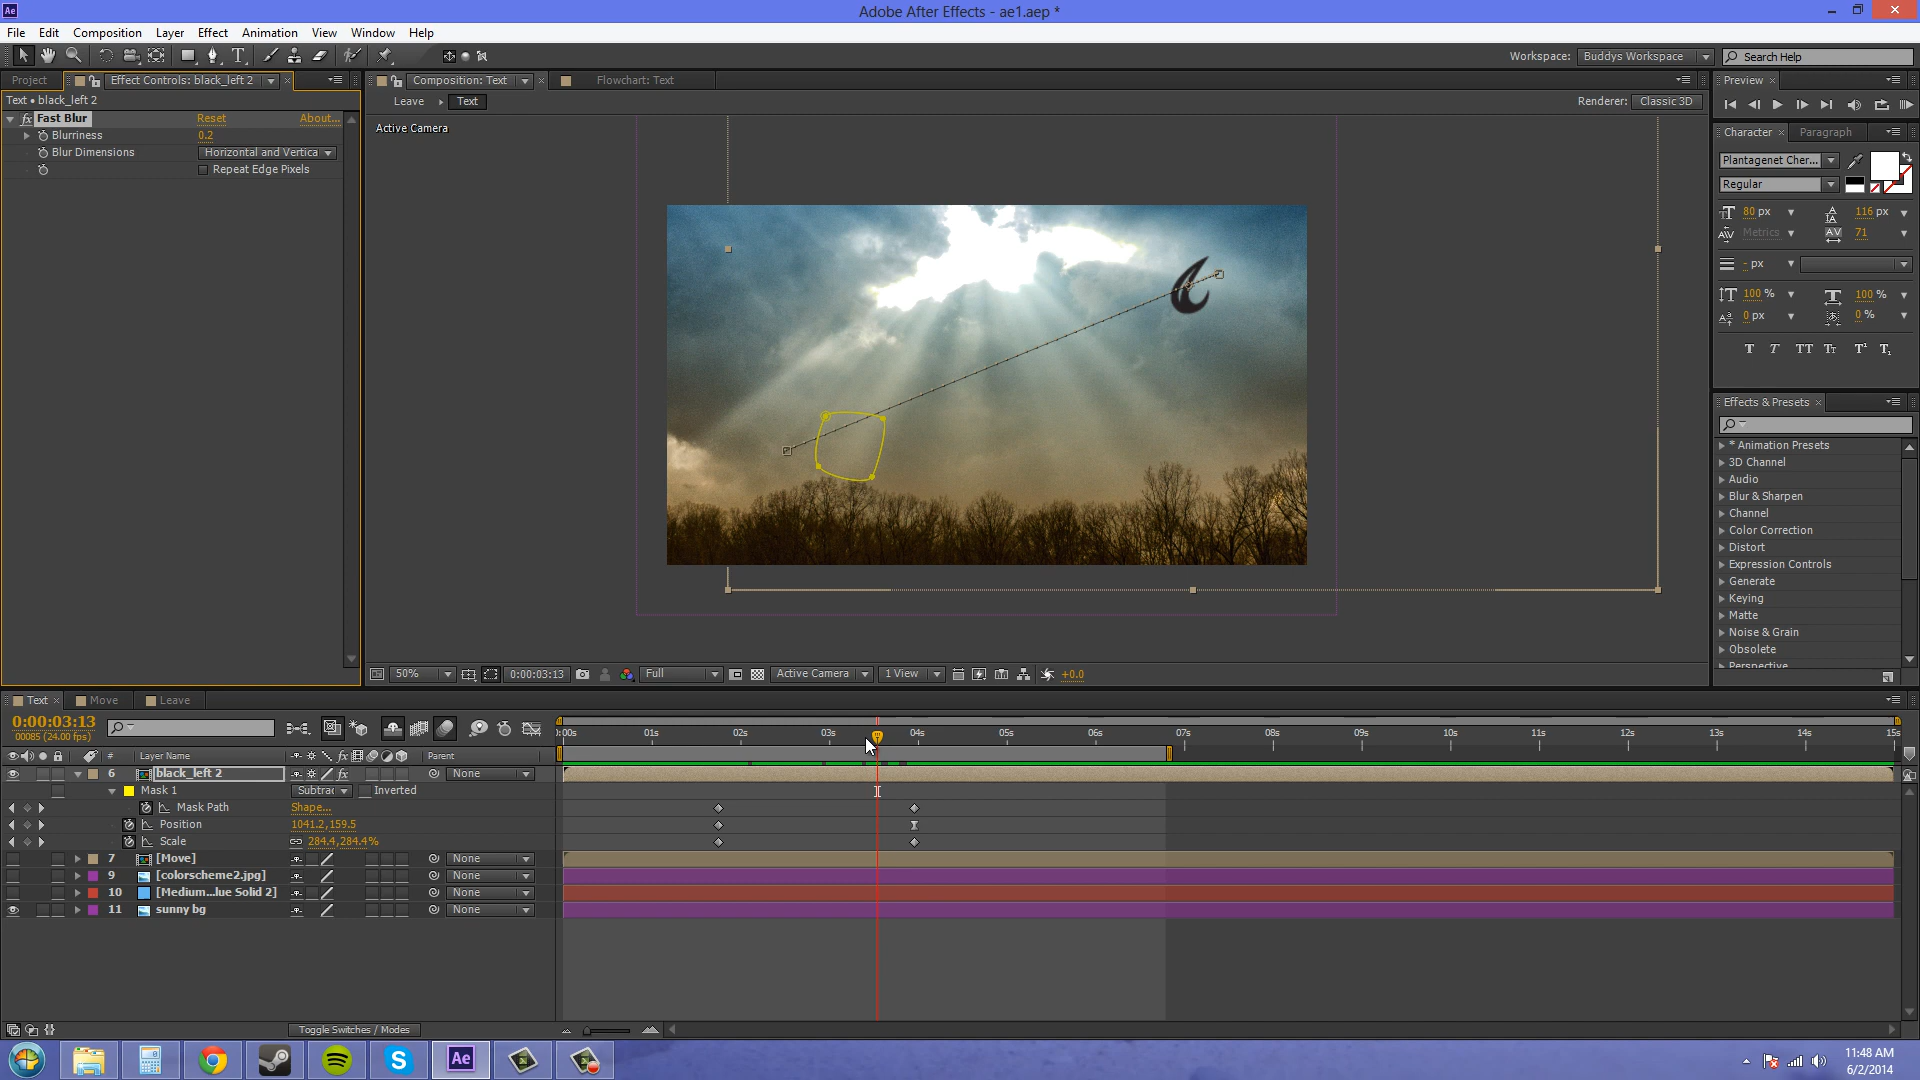 Adobe After Effects - ae1.aep *
File Edit Composition Layer Effect Animation View Window Help
Workspace: Buddys Workspace Search Help
Project Effect Controls: black_left 2 Composition: Text Flowchart: Text Preview
Text • black_left 2
Leave Text Renderer: Classic 3D
fx Fast Blur Reset About...
Blurriness 0.2
Blur Dimensions Horizontal and Vertica
Repeat Edge Pixels
Active Camera
Character Paragraph
Plantagenet Cher...
Regular
80 px 116 px
Metrics 71
- px
100 % 100 %
0 px 0 %
Effects & Presets
* Animation Presets
3D Channel
Audio
Blur & Sharpen
Channel
Color Correction
Distort
Expression Controls
Generate
Keying
Matte
Noise & Grain
Obsolete
Perspective
50% 0:00:03:13 Full Active Camera 1 View +0.0
Text Move Leave
0:00:03:13
00085 (24.00 fps)
):00s 01s 02s 03s 04s 05s 06s 07s 08s 09s 10s 11s 12s 13s 14s 15s
# Layer Name Parent
6 black_left 2 None
Mask 1 Subtrac Inverted
Mask Path Shape...
Position 1041.2,159.5
Scale 284.4,284.4%
7 [Move] None
9 [colorscheme2.jpg] None
10 [Medium...lue Solid 2] None
11 sunny bg None
Toggle Switches / Modes
11:48 AM
6/2/2014